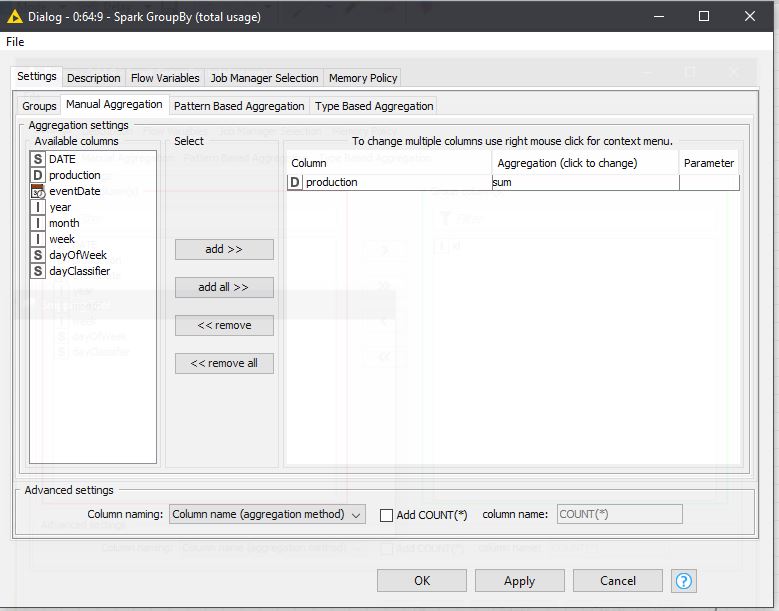 Dialog - 0:64:9 - Spark GroupBy (total usage)
File
Settings Description Flow Variables Job Manager Selection Memory Policy
Groups Manual Aggregation Pattern Based Aggregation Type Based Aggregation
Aggregation settings
Available columns Select To change multiple columns use right mouse click for context menu.
Column Aggregation (click to change) Parameter
S DATE
D production
eventDate
I year
I month
I week
S dayOfWeek
S dayClassifier
D production sum
add >>
add all >>
<< remove
<< remove all
Advanced settings
Column naming: Column name (aggregation method) Add COUNT(*) column name: COUNT(*)
OK Apply Cancel ?